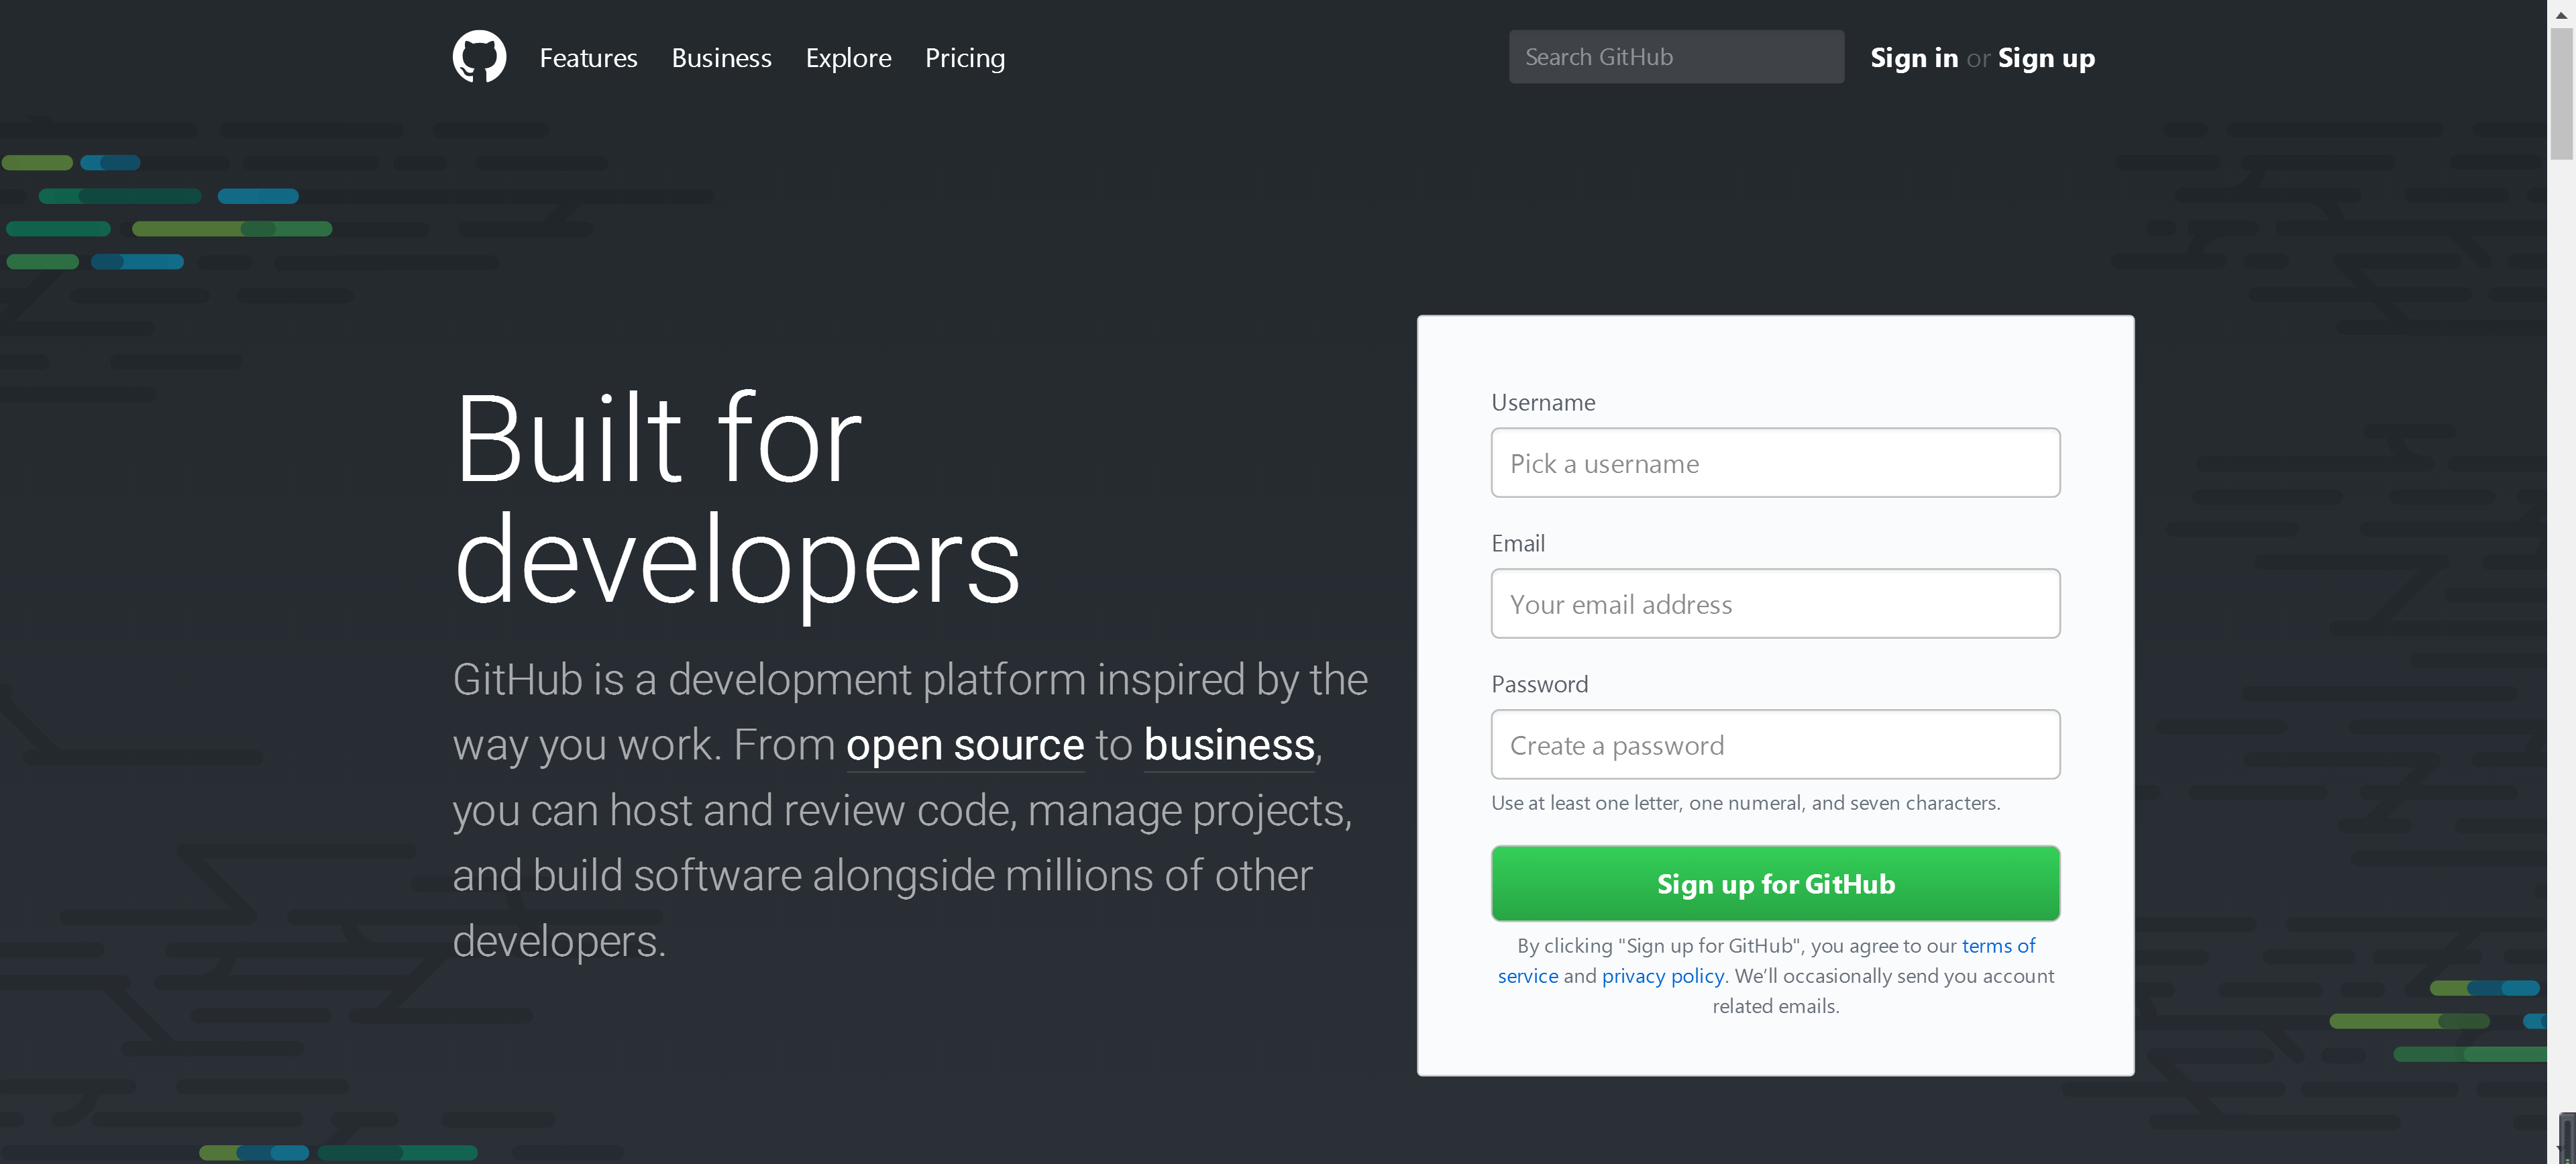 Features Business Explore Pricing
Search GitHub
Sign in or Sign up
Built for
developers
GitHub is a development platform inspired by the
way you work. From open source to business,
you can host and review code, manage projects,
and build software alongside millions of other
developers.
Username
Pick a username
Email
Your email address
Password
Create a password
Use at least one letter, one numeral, and seven characters.
Sign up for GitHub
By clicking "Sign up for GitHub", you agree to our terms of
service and privacy policy. We’ll occasionally send you account
related emails.